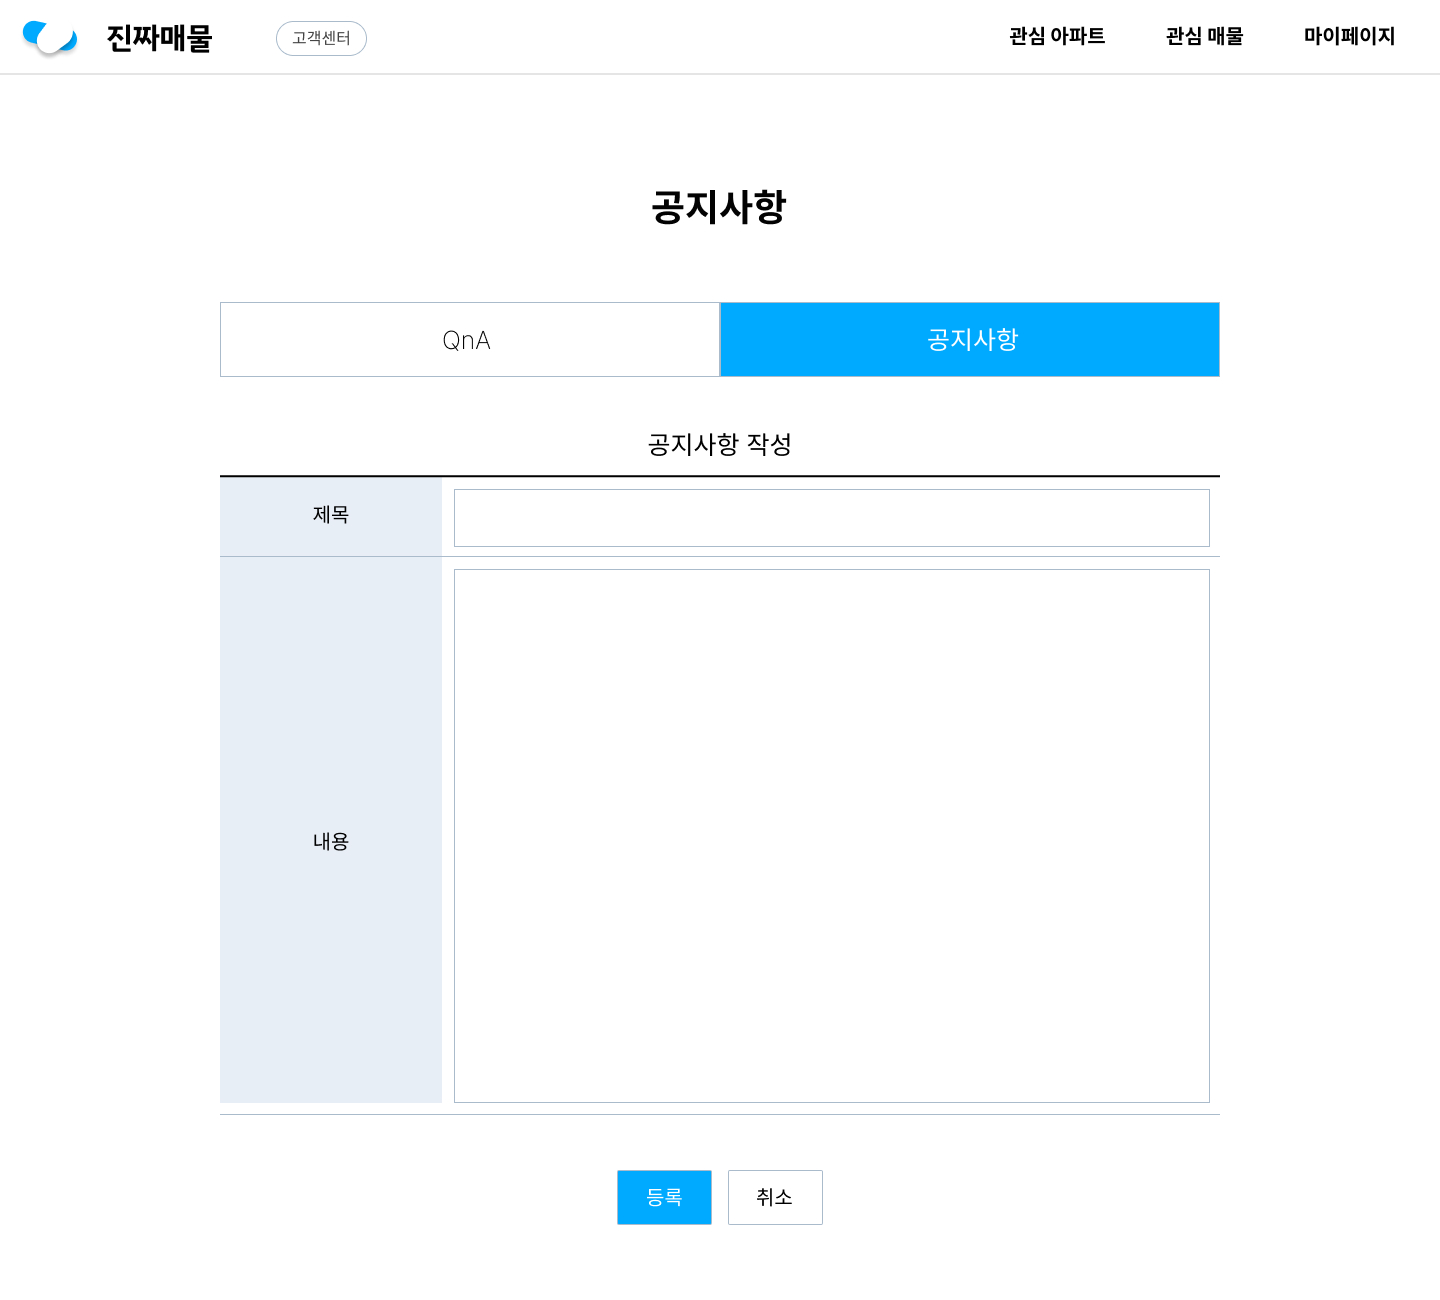 진짜매물
고객센터
관심 아파트
관심 매물
마이페이지
공지사항
QnA
공지사항
공지사항 작성
제목
내용
등록
취소